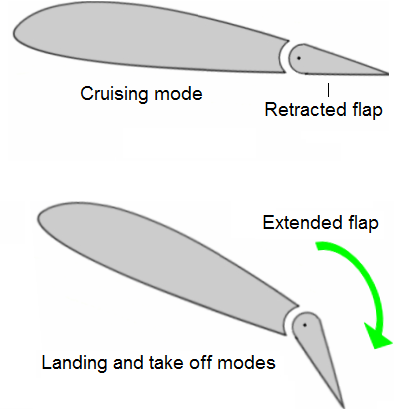 Cruising mode
Retracted flap
Extended flap
Landing and take off modes